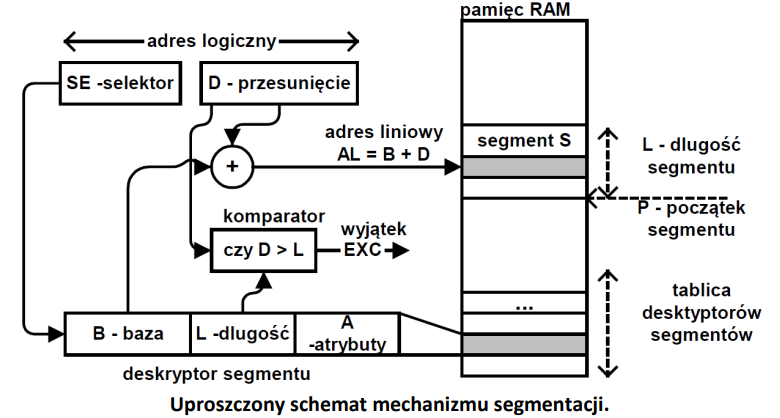 pamięć RAM
adres logiczny
SE -selektor
D - przesunięcie
adres liniowy
AL = B + D
segment S
L - dlugość
segmentu
+
P - początek
segmentu
komparator
czy D > L
wyjątek
EXC
tablica
desktyptorów
segmentów
...
B - baza
L -dlugość
A
-atrybuty
deskryptor segmentu
Uproszczony schemat mechanizmu segmentacji.